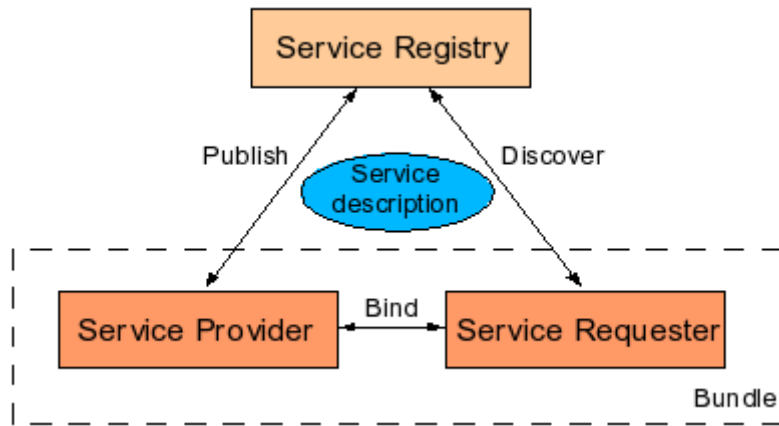 Service Registry
Publish
Discover
Service
description
Service Provider
Bind
Service Requester
Bundle